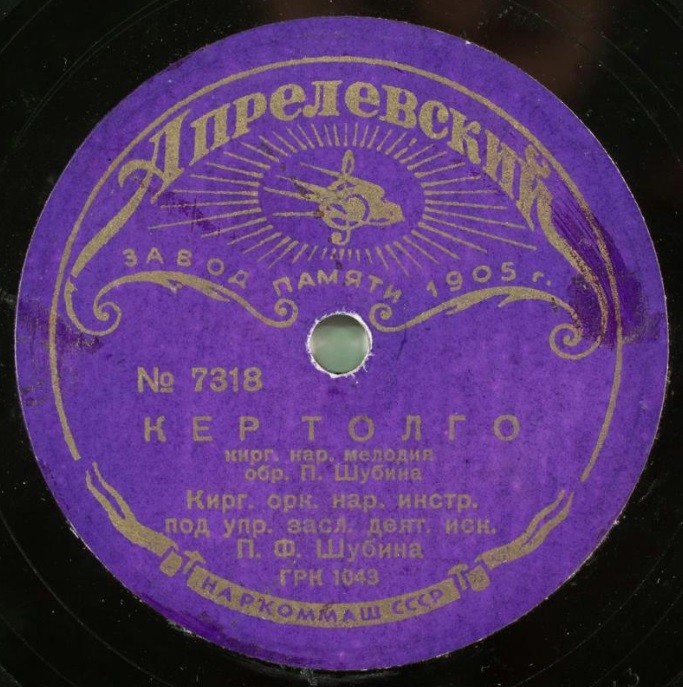 Апрелевский
ЗАВОД ПАМЯТИ 1905 г.
№ 7318
КЕР ТОЛГО
кирг. нар. мелодия
обр. П. Шубина
Кирг. орк. нар. инстр.
под упр. засл. деят. иск.
П. Ф. Шубина
ГРК 1043
НАРКОММАШ СССР